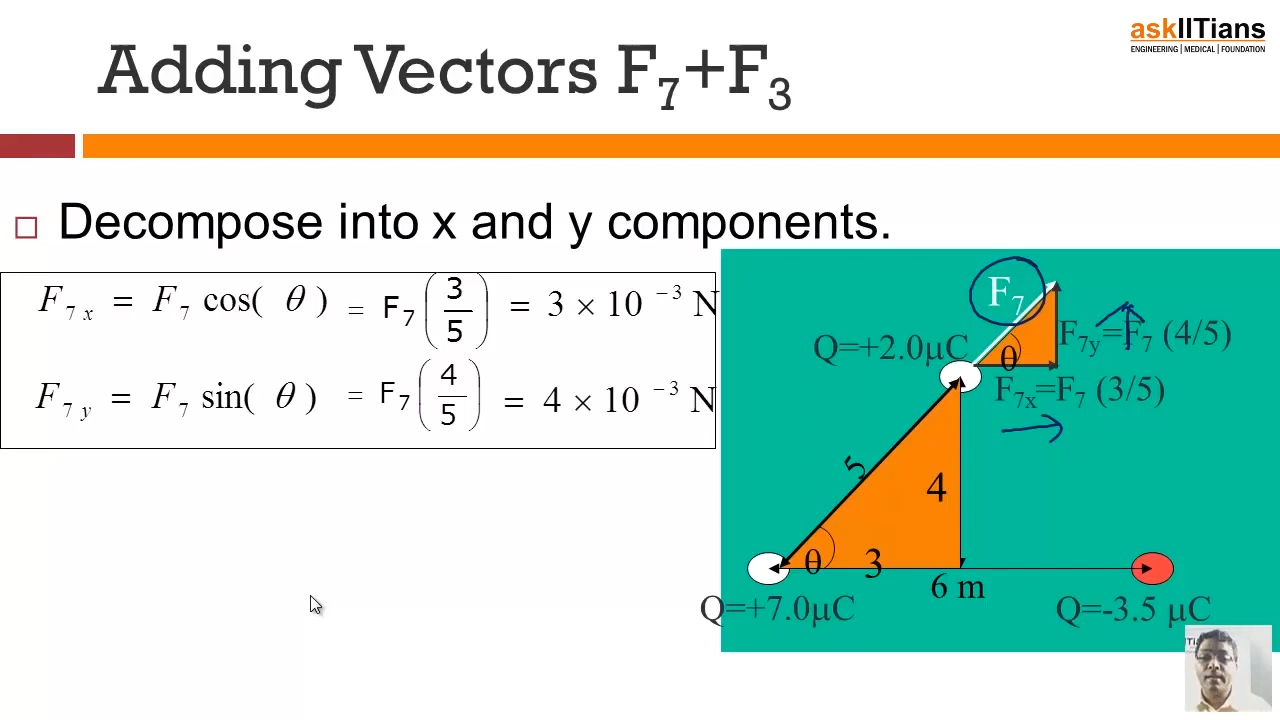 askIITians
ENGINEERING | MEDICAL | FOUNDATION
Adding Vectors F₇+F₃
Decompose into x and y components.
F₇ₓ = F₇ cos( θ ) = F₇ (3/5) = 3 × 10⁻³ N
F₇y = F₇ sin( θ ) = F₇ (4/5) = 4 × 10⁻³ N
F₇
Q=+2.0μC
F₇y=F₇ (4/5)
θ
F₇ₓ=F₇ (3/5)
5
4
θ
3
6 m
Q=+7.0μC
Q=-3.5 μC